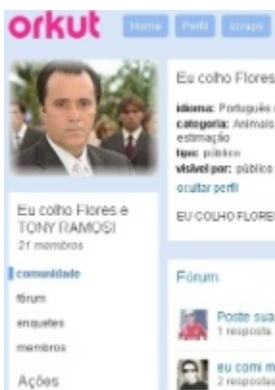 orkut
Home Perfil scraps
Eu colho Flores e
TONY RAMOSI
21 membros
comunidade
fórum
enquetes
membros
Ações
Eu colho Flores
idioma: Português
categoria: Animais
estimação
tipo: público
visível por: público
ocultar perfil
EU COLHO FLORES
Fórum
Poste sua
1 resposta
eu comi m
2 resposta